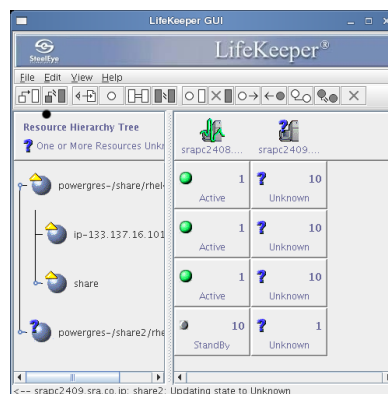 LifeKeeper GUI
SteelEye
LifeKeeper®
File Edit View Help
Resource Hierarchy Tree
? One or More Resources Unkr
srapc2408....
srapc2409....
powergres-/share/rhel
1
Active
? 10
Unknown
ip-133.137.16.101
1
Active
? 10
Unknown
share
1
Active
? 10
Unknown
powergres-/share2/rhe
10
StandBy
? 1
Unknown
<-- srapc2409.sra.co.jp: share2: Updating state to Unknown